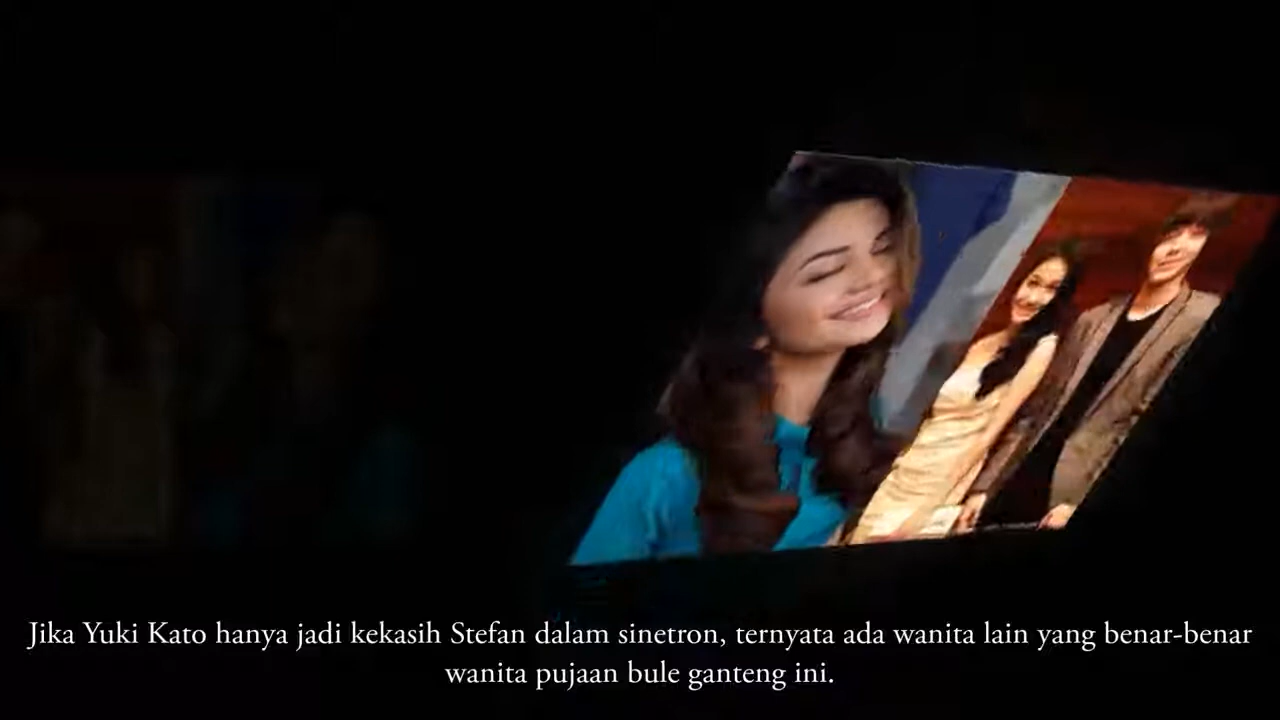 Jika Yuki Kato hanya jadi kekasih Stefan dalam sinetron, ternyata ada wanita lain yang benar-benar
wanita pujaan bule ganteng ini.